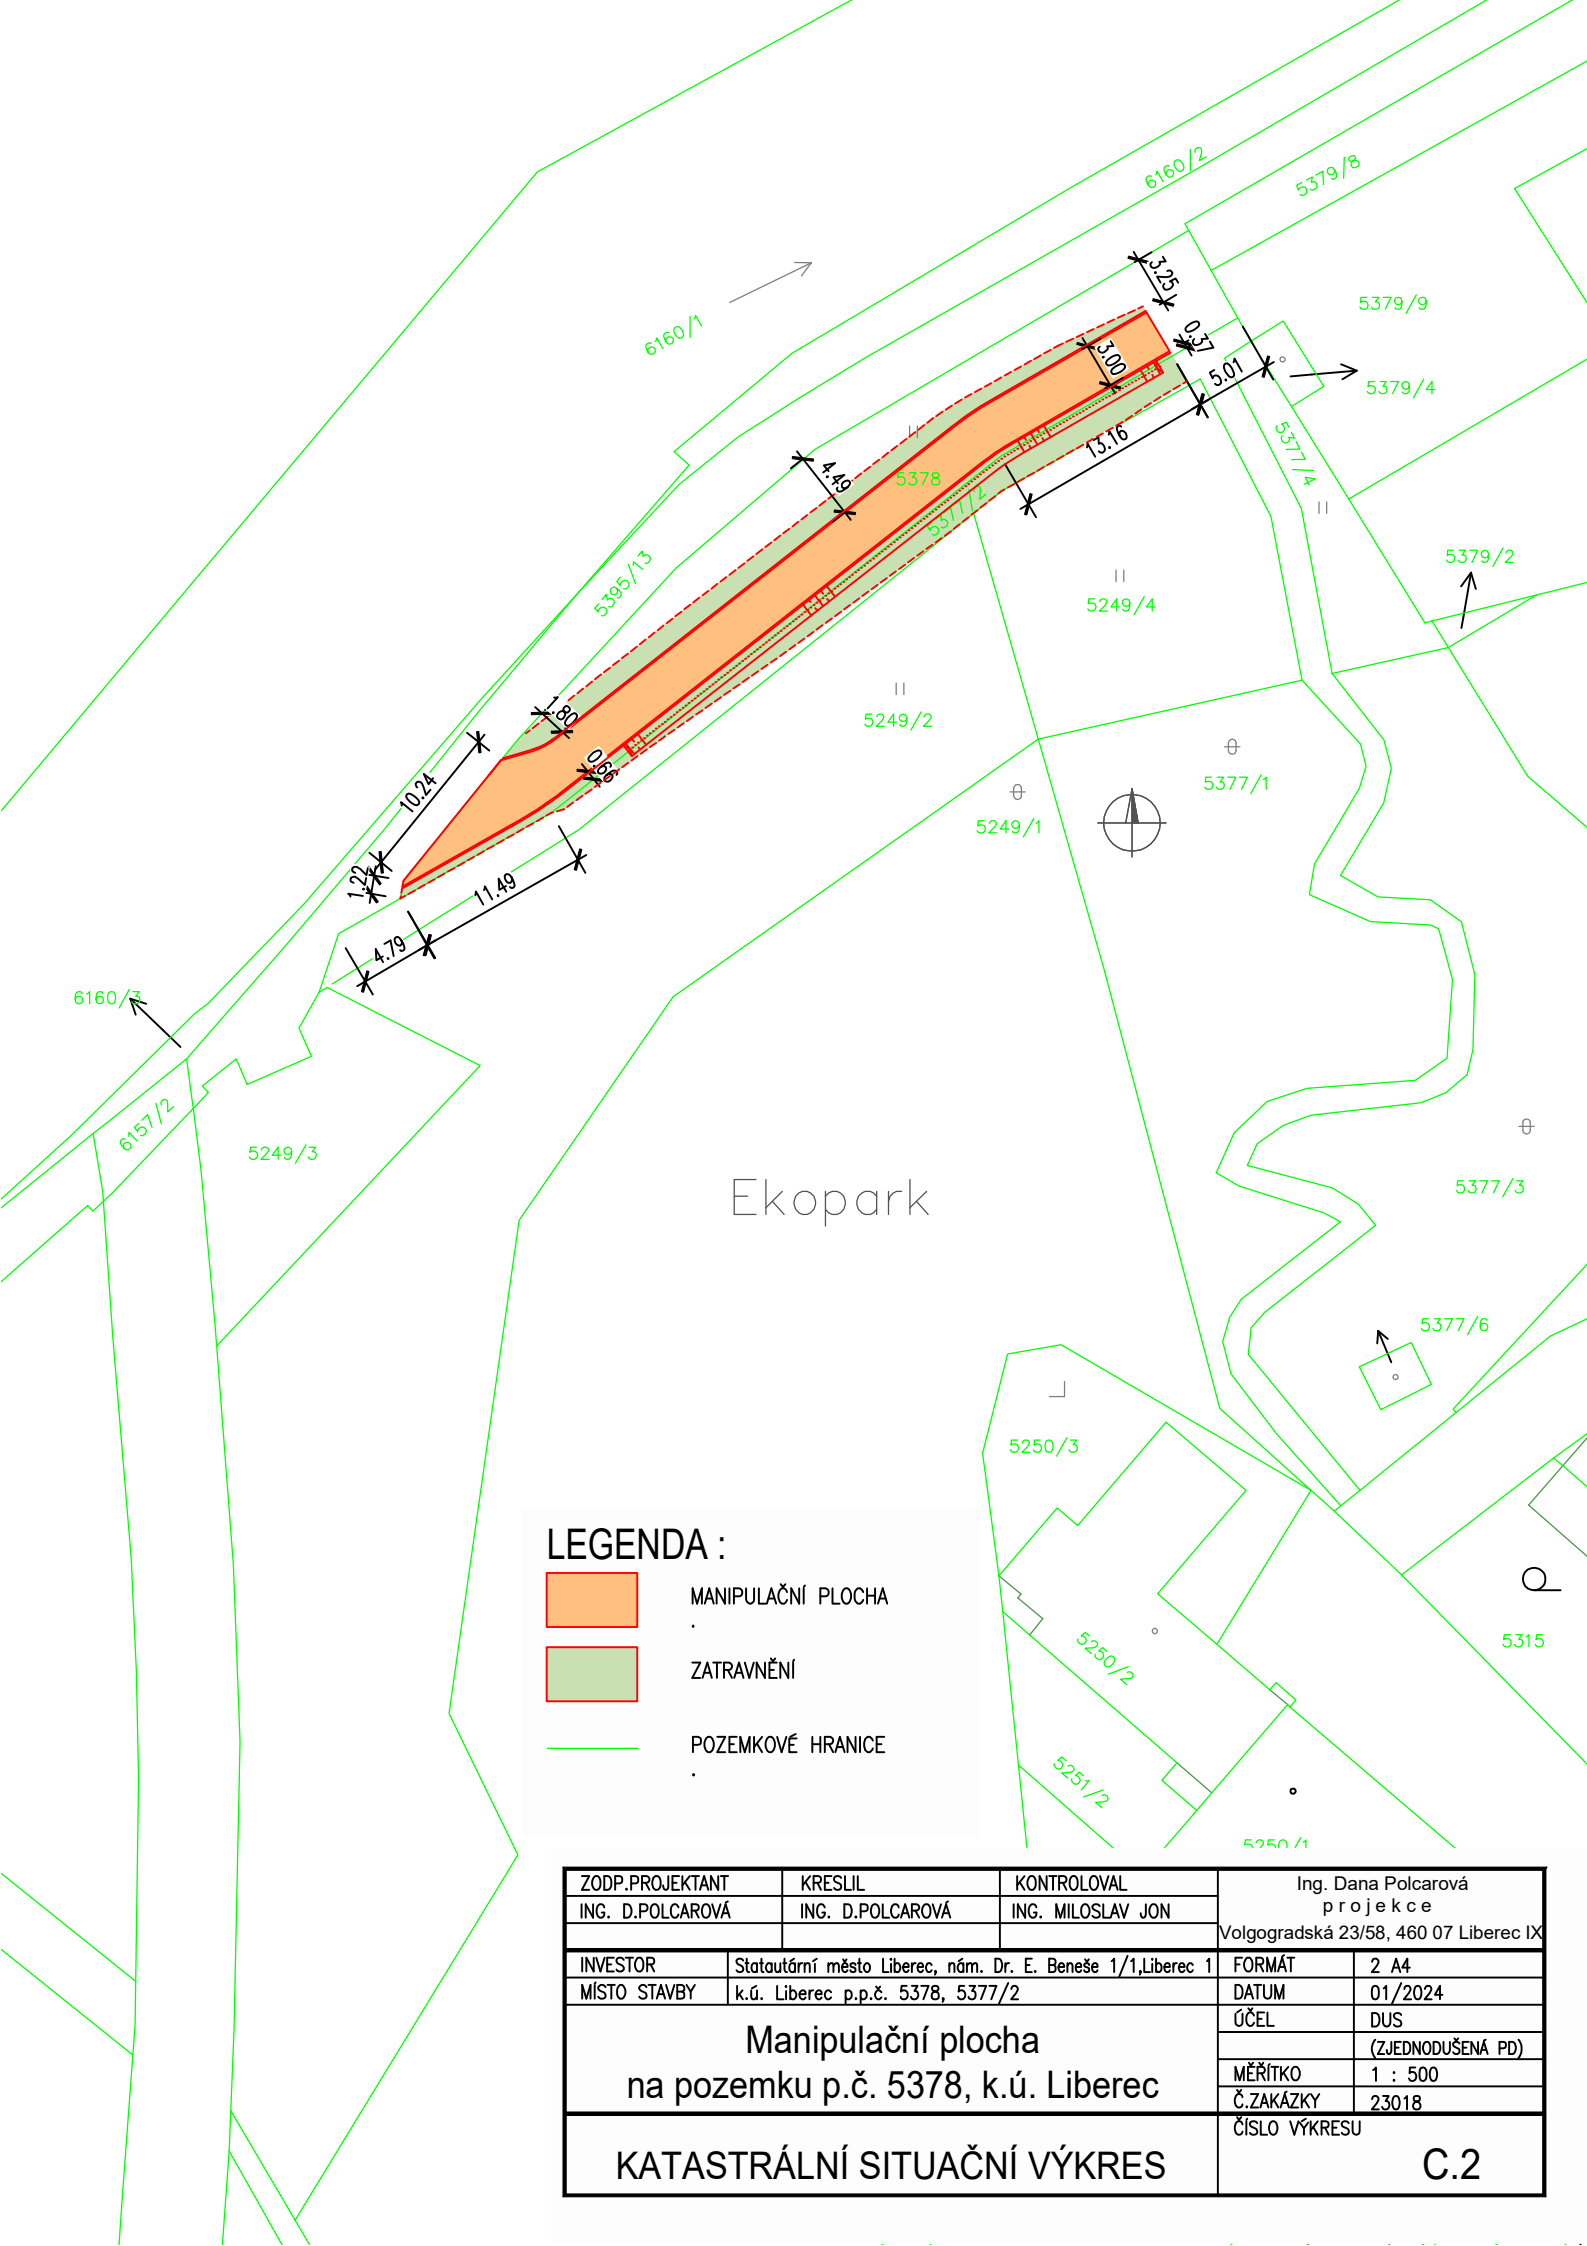 6160/2
5379/8
3.25
5379/9
6160/1
0.37
3.00
5.01
5379/4
5377/4
13.16
4.49
5378
5377/2
5379/2
5395/13
5249/4
1.80
5249/2
0.66
10.24
5377/1
5249/1
1.22
11.49
4.79
6160/3
6157/2
5249/3
Ekopark
5377/3
5377/6
5250/3
5315
5250/2
5251/2
5250/1
LEGENDA :
MANIPULAČNÍ PLOCHA
.
ZATRAVNĚNÍ
POZEMKOVÉ HRANICE
.
ZODP.PROJEKTANT KRESLIL KONTROLOVAL
ING. D.POLCAROVÁ ING. D.POLCAROVÁ ING. MILOSLAV JON
Ing. Dana Polcarová
projekce
Volgogradská 23/58, 460 07 Liberec IX
INVESTOR Statautární město Liberec, nám. Dr. E. Beneše 1/1,Liberec 1
MÍSTO STAVBY k.ú. Liberec p.p.č. 5378, 5377/2
FORMÁT 2 A4
DATUM 01/2024
ÚČEL DUS
(ZJEDNODUŠENÁ PD)
MĚŘÍTKO 1 : 500
Č.ZAKÁZKY 23018
Manipulační plocha
na pozemku p.č. 5378, k.ú. Liberec
KATASTRÁLNÍ SITUAČNÍ VÝKRES
ČÍSLO VÝKRESU
C.2